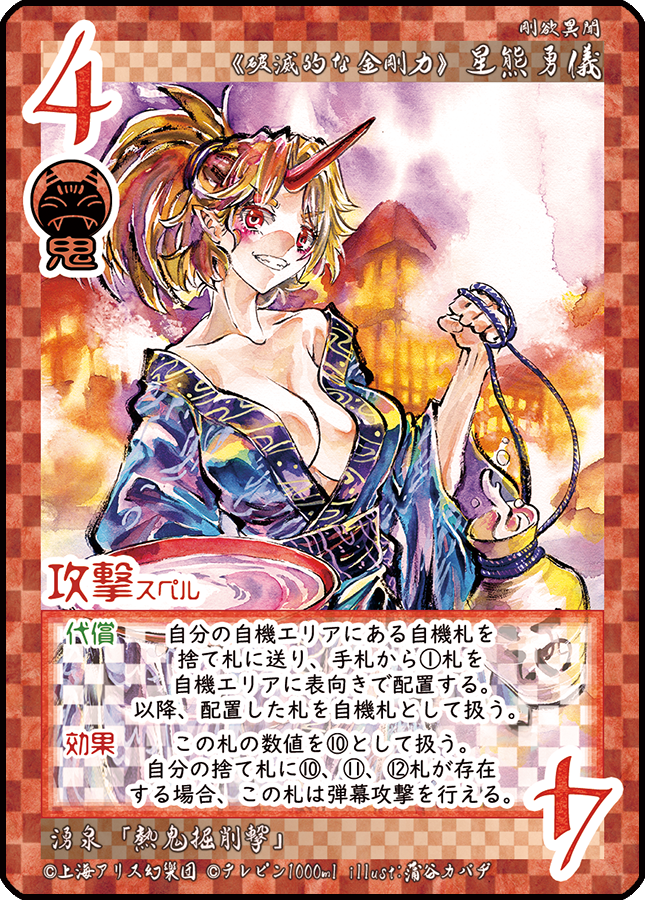 剛欲異聞
《破滅的な金剛力》 星熊勇儀
4
鬼
攻撃スペル
代償 自分の自機エリアにある自機札を
捨て札に送り、手札から①札を
自機エリアに表向きで配置する。
以降、配置した札を自機札として扱う。
効果 この札の数値を⑩として扱う。
自分の捨て札に⑩、⑪、⑫札が存在
する場合、この札は弾幕攻撃を行える。
4
湧泉「熱鬼掘削撃」
©上海アリス幻樂団 ©テレピン1000ml illust:蒲谷カバヂ